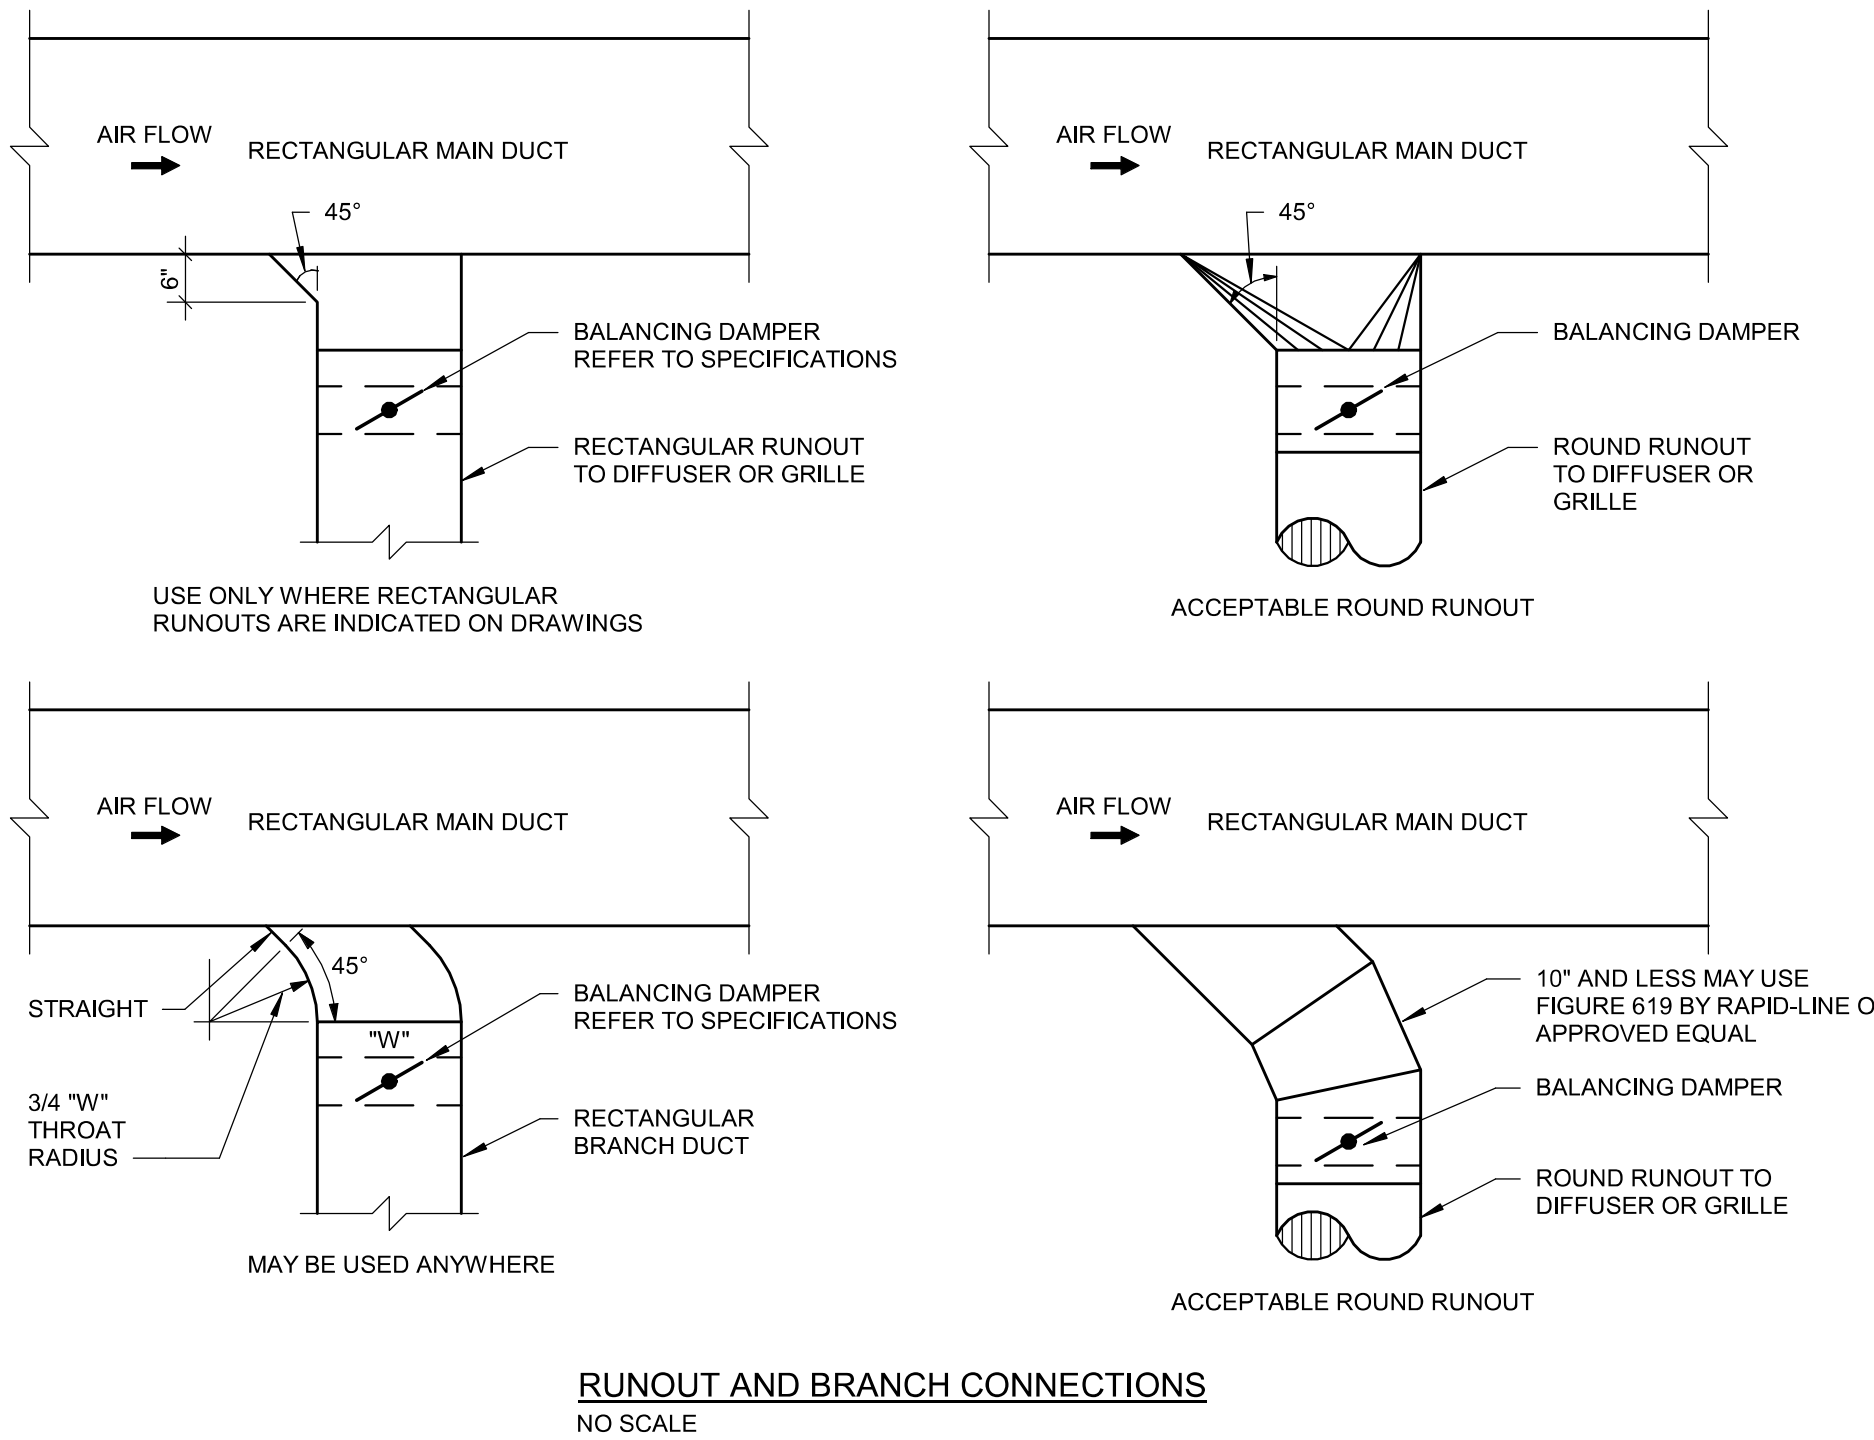 AIR FLOW
RECTANGULAR MAIN DUCT
45°
6"
BALANCING DAMPER
REFER TO SPECIFICATIONS
RECTANGULAR RUNOUT
TO DIFFUSER OR GRILLE
USE ONLY WHERE RECTANGULAR
RUNOUTS ARE INDICATED ON DRAWINGS
AIR FLOW
RECTANGULAR MAIN DUCT
45°
BALANCING DAMPER
ROUND RUNOUT
TO DIFFUSER OR
GRILLE
ACCEPTABLE ROUND RUNOUT
AIR FLOW
RECTANGULAR MAIN DUCT
45°
STRAIGHT
"W"
3/4 "W"
THROAT
RADIUS
BALANCING DAMPER
REFER TO SPECIFICATIONS
RECTANGULAR
BRANCH DUCT
MAY BE USED ANYWHERE
AIR FLOW
RECTANGULAR MAIN DUCT
10" AND LESS MAY USE
FIGURE 619 BY RAPID-LINE O
APPROVED EQUAL
BALANCING DAMPER
ROUND RUNOUT TO
DIFFUSER OR GRILLE
ACCEPTABLE ROUND RUNOUT
RUNOUT AND BRANCH CONNECTIONS
NO SCALE